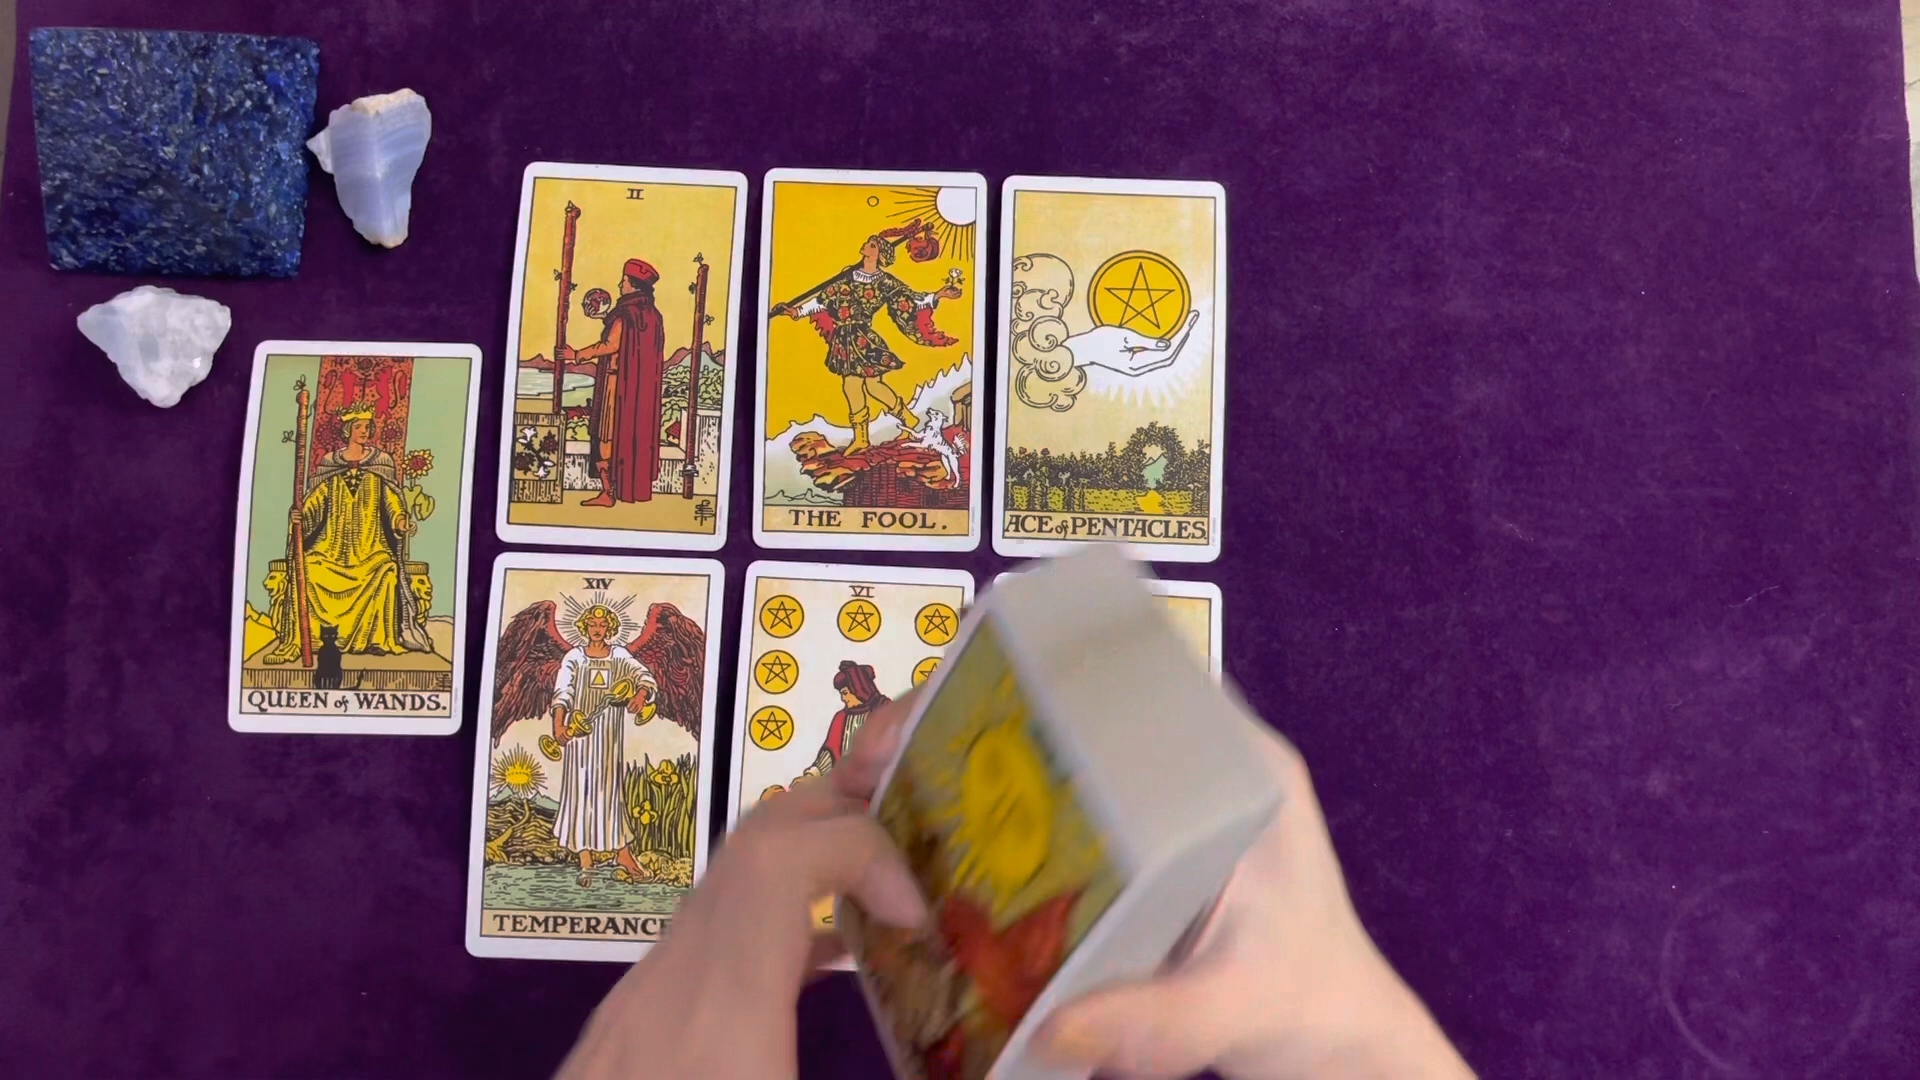 II
THE FOOL.
ACE of PENTACLES
QUEEN of WANDS.
XIV
TEMPERANCE
VI